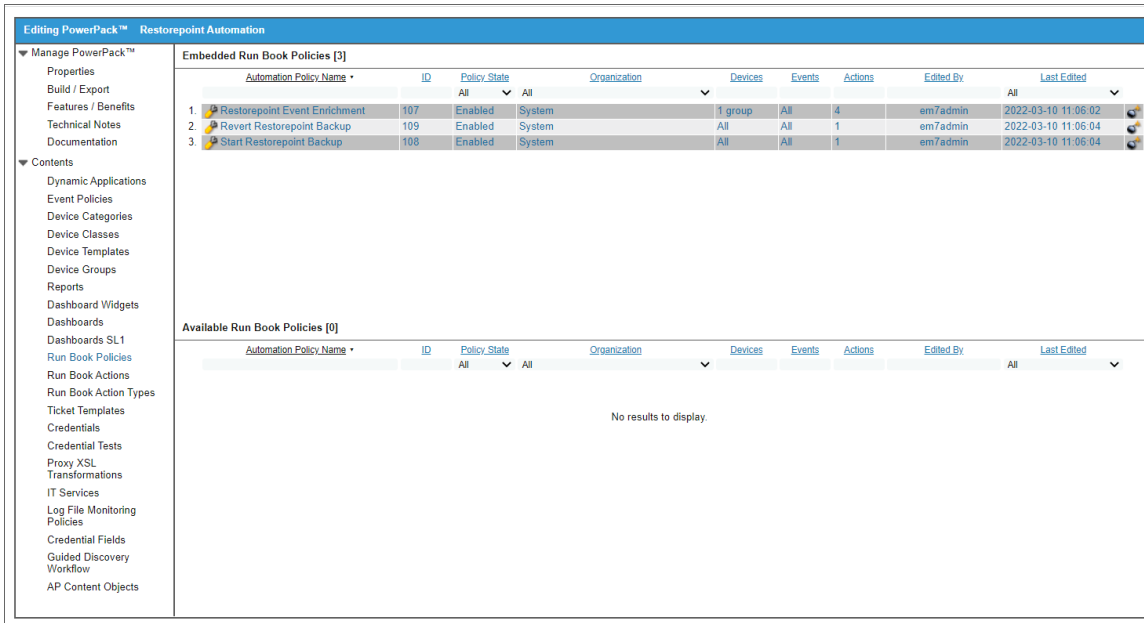 Editing PowerPack™ Restorepoint Automation
Manage PowerPack™
Properties
Build / Export
Features / Benefits
Technical Notes
Documentation
Contents
Dynamic Applications
Event Policies
Device Categories
Device Classes
Device Templates
Device Groups
Reports
Dashboard Widgets
Dashboards
Dashboards SL1
Run Book Policies
Run Book Actions
Run Book Action Types
Ticket Templates
Credentials
Credential Tests
Proxy XSL
Transformations
IT Services
Log File Monitoring
Policies
Credential Fields
Guided Discovery
Workflow
AP Content Objects
Embedded Run Book Policies [3]
Automation Policy Name ID Policy State Organization Devices Events Actions Edited By Last Edited
All All All
1. Restorepoint Event Enrichment 107 Enabled System 1 group All 4 em7admin 2022-03-10 11:06:02
2. Revert Restorepoint Backup 109 Enabled System All All 1 em7admin 2022-03-10 11:06:04
3. Start Restorepoint Backup 108 Enabled System All All 1 em7admin 2022-03-10 11:06:04
Available Run Book Policies [0]
Automation Policy Name ID Policy State Organization Devices Events Actions Edited By Last Edited
All All All
No results to display.